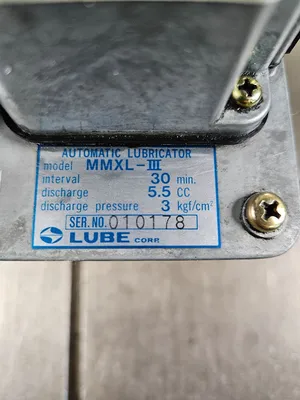 AUTOMATIC LUBRICATOR
model MMXL-III
interval 30 min.
discharge 5.5 CC
discharge pressure 3 kgf/cm²
SER. NO. 010178
LUBE CORP.